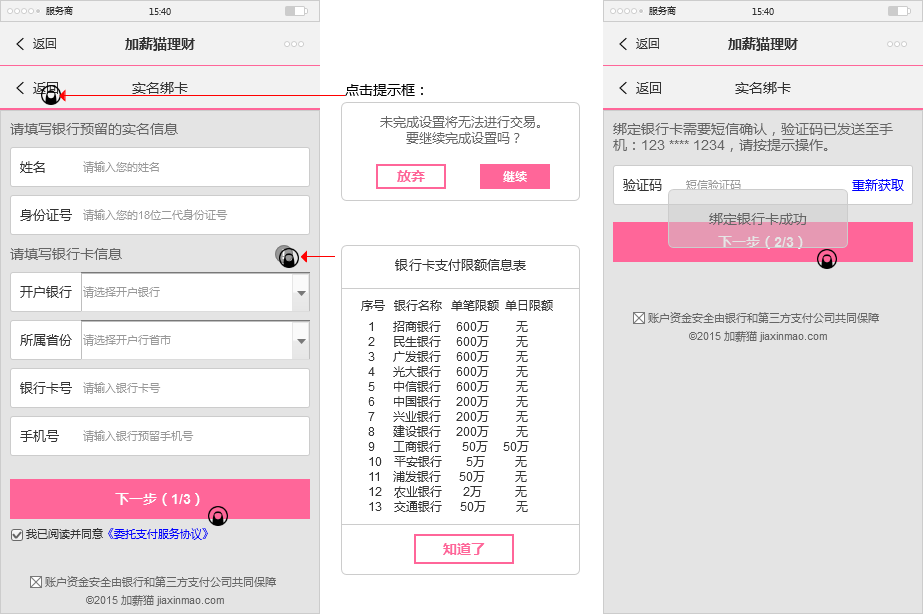 服务商 15:40
返回 加薪猫理财
返回 实名绑卡
请填写银行预留的实名信息
姓名 请输入您的姓名
身份证号 请输入您的18位二代身份证号
请填写银行卡信息
开户银行 请选择开户银行
所属省份 请选择开户行省市
银行卡号 请输入银行卡号
手机号 请输入银行预留手机号
下一步（1/3 ）
我已阅读并同意《委托支付服务协议》
账户资金安全由银行和第三方支付公司共同保障
©2015 加薪猫 jiaxinmao.com
点击提示框：
未完成设置将无法进行交易。
要继续完成设置吗？
放弃 继续
银行卡支付限额信息表
序号 银行名称 单笔限额 单日限额
1 招商银行 600万 无
2 民生银行 600万 无
3 广发银行 600万 无
4 光大银行 600万 无
5 中信银行 600万 无
6 中国银行 200万 无
7 兴业银行 200万 无
8 建设银行 200万 无
9 工商银行 50万 50万
10 平安银行 5万 无
11 浦发银行 50万 无
12 农业银行 2万 无
13 交通银行 50万 无
知道了
服务商 15:40
返回 加薪猫理财
返回 实名绑卡
绑定银行卡需要短信确认，验证码已发送至手
机：123 **** 1234，请按提示操作。
验证码 短信验证码 重新获取
绑定银行卡成功
下一步（2/3 ）
账户资金安全由银行和第三方支付公司共同保障
©2015 加薪猫 jiaxinmao.com